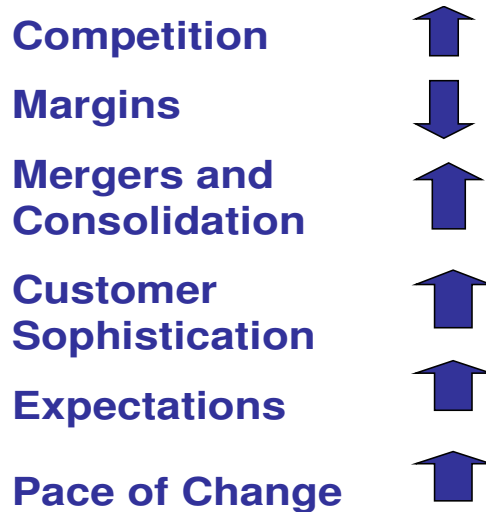 Competition
Margins
Mergers and
Consolidation
Customer
Sophistication
Expectations
Pace of Change